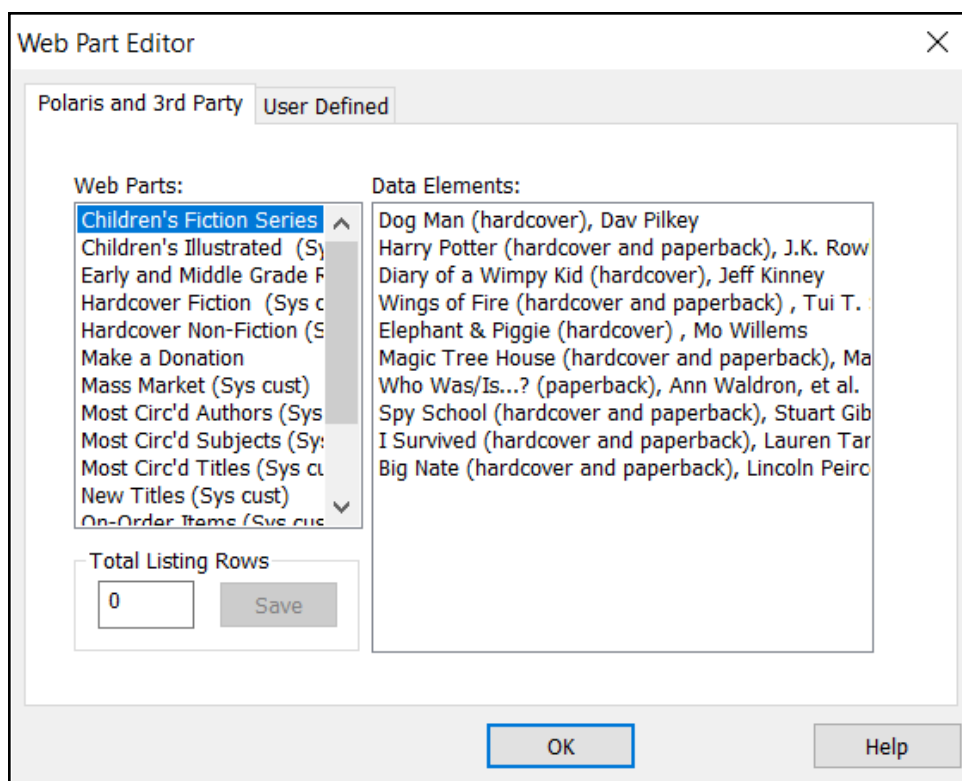 Web Part Editor
Polaris and 3rd Party
User Defined
Web Parts:
Children's Fiction Series
Children's Illustrated (Sy
Early and Middle Grade R
Hardcover Fiction (Sys c
Hardcover Non-Fiction (S
Make a Donation
Mass Market (Sys cust)
Most Circ'd Authors (Sys
Most Circ'd Subjects (Sy
Most Circ'd Titles (Sys cu
New Titles (Sys cust)
On-Order Items (Sys cus
Total Listing Rows
0
Save
Data Elements:
Dog Man (hardcover), Dav Pilkey
Harry Potter (hardcover and paperback), J.K. Row
Diary of a Wimpy Kid (hardcover), Jeff Kinney
Wings of Fire (hardcover and paperback) , Tui T.
Elephant & Piggie (hardcover) , Mo Willems
Magic Tree House (hardcover and paperback), Ma
Who Was/Is...? (paperback), Ann Waldron, et al.
Spy School (hardcover and paperback), Stuart Gib
I Survived (hardcover and paperback), Lauren Tar
Big Nate (hardcover and paperback), Lincoln Peirc
OK
Help